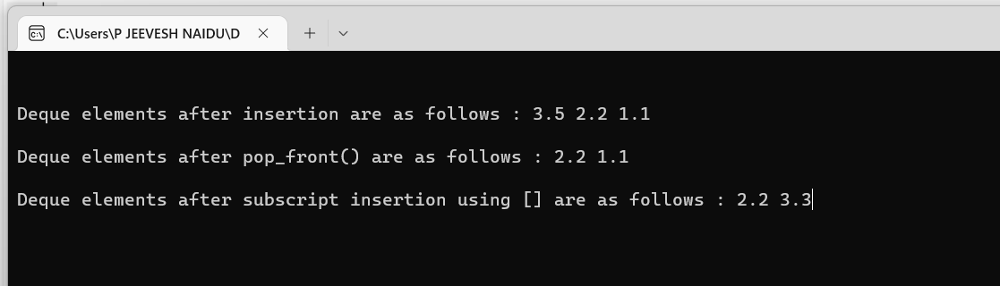 C:\Users\P JEEVESH NAIDU\D
Deque elements after insertion are as follows : 3.5 2.2 1.1
Deque elements after pop_front() are as follows : 2.2 1.1
Deque elements after subscript insertion using [] are as follows : 2.2 3.3